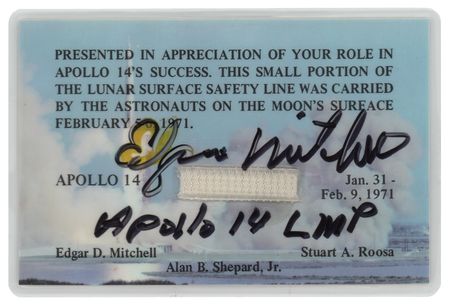 PRESENTED IN APPRECIATION OF YOUR ROLE IN
APOLLO 14'S SUCCESS. THIS SMALL PORTION OF
THE LUNAR SURFACE SAFETY LINE WAS CARRIED
BY THE ASTRONAUTS ON THE MOON'S SURFACE
FEBRUARY 1971.
Edgar Mitchell
APOLLO 14
Jan. 31 -
Feb. 9, 1971
Apollo 14 LMP
Edgar D. Mitchell
Stuart A. Roosa
Alan B. Shepard, Jr.